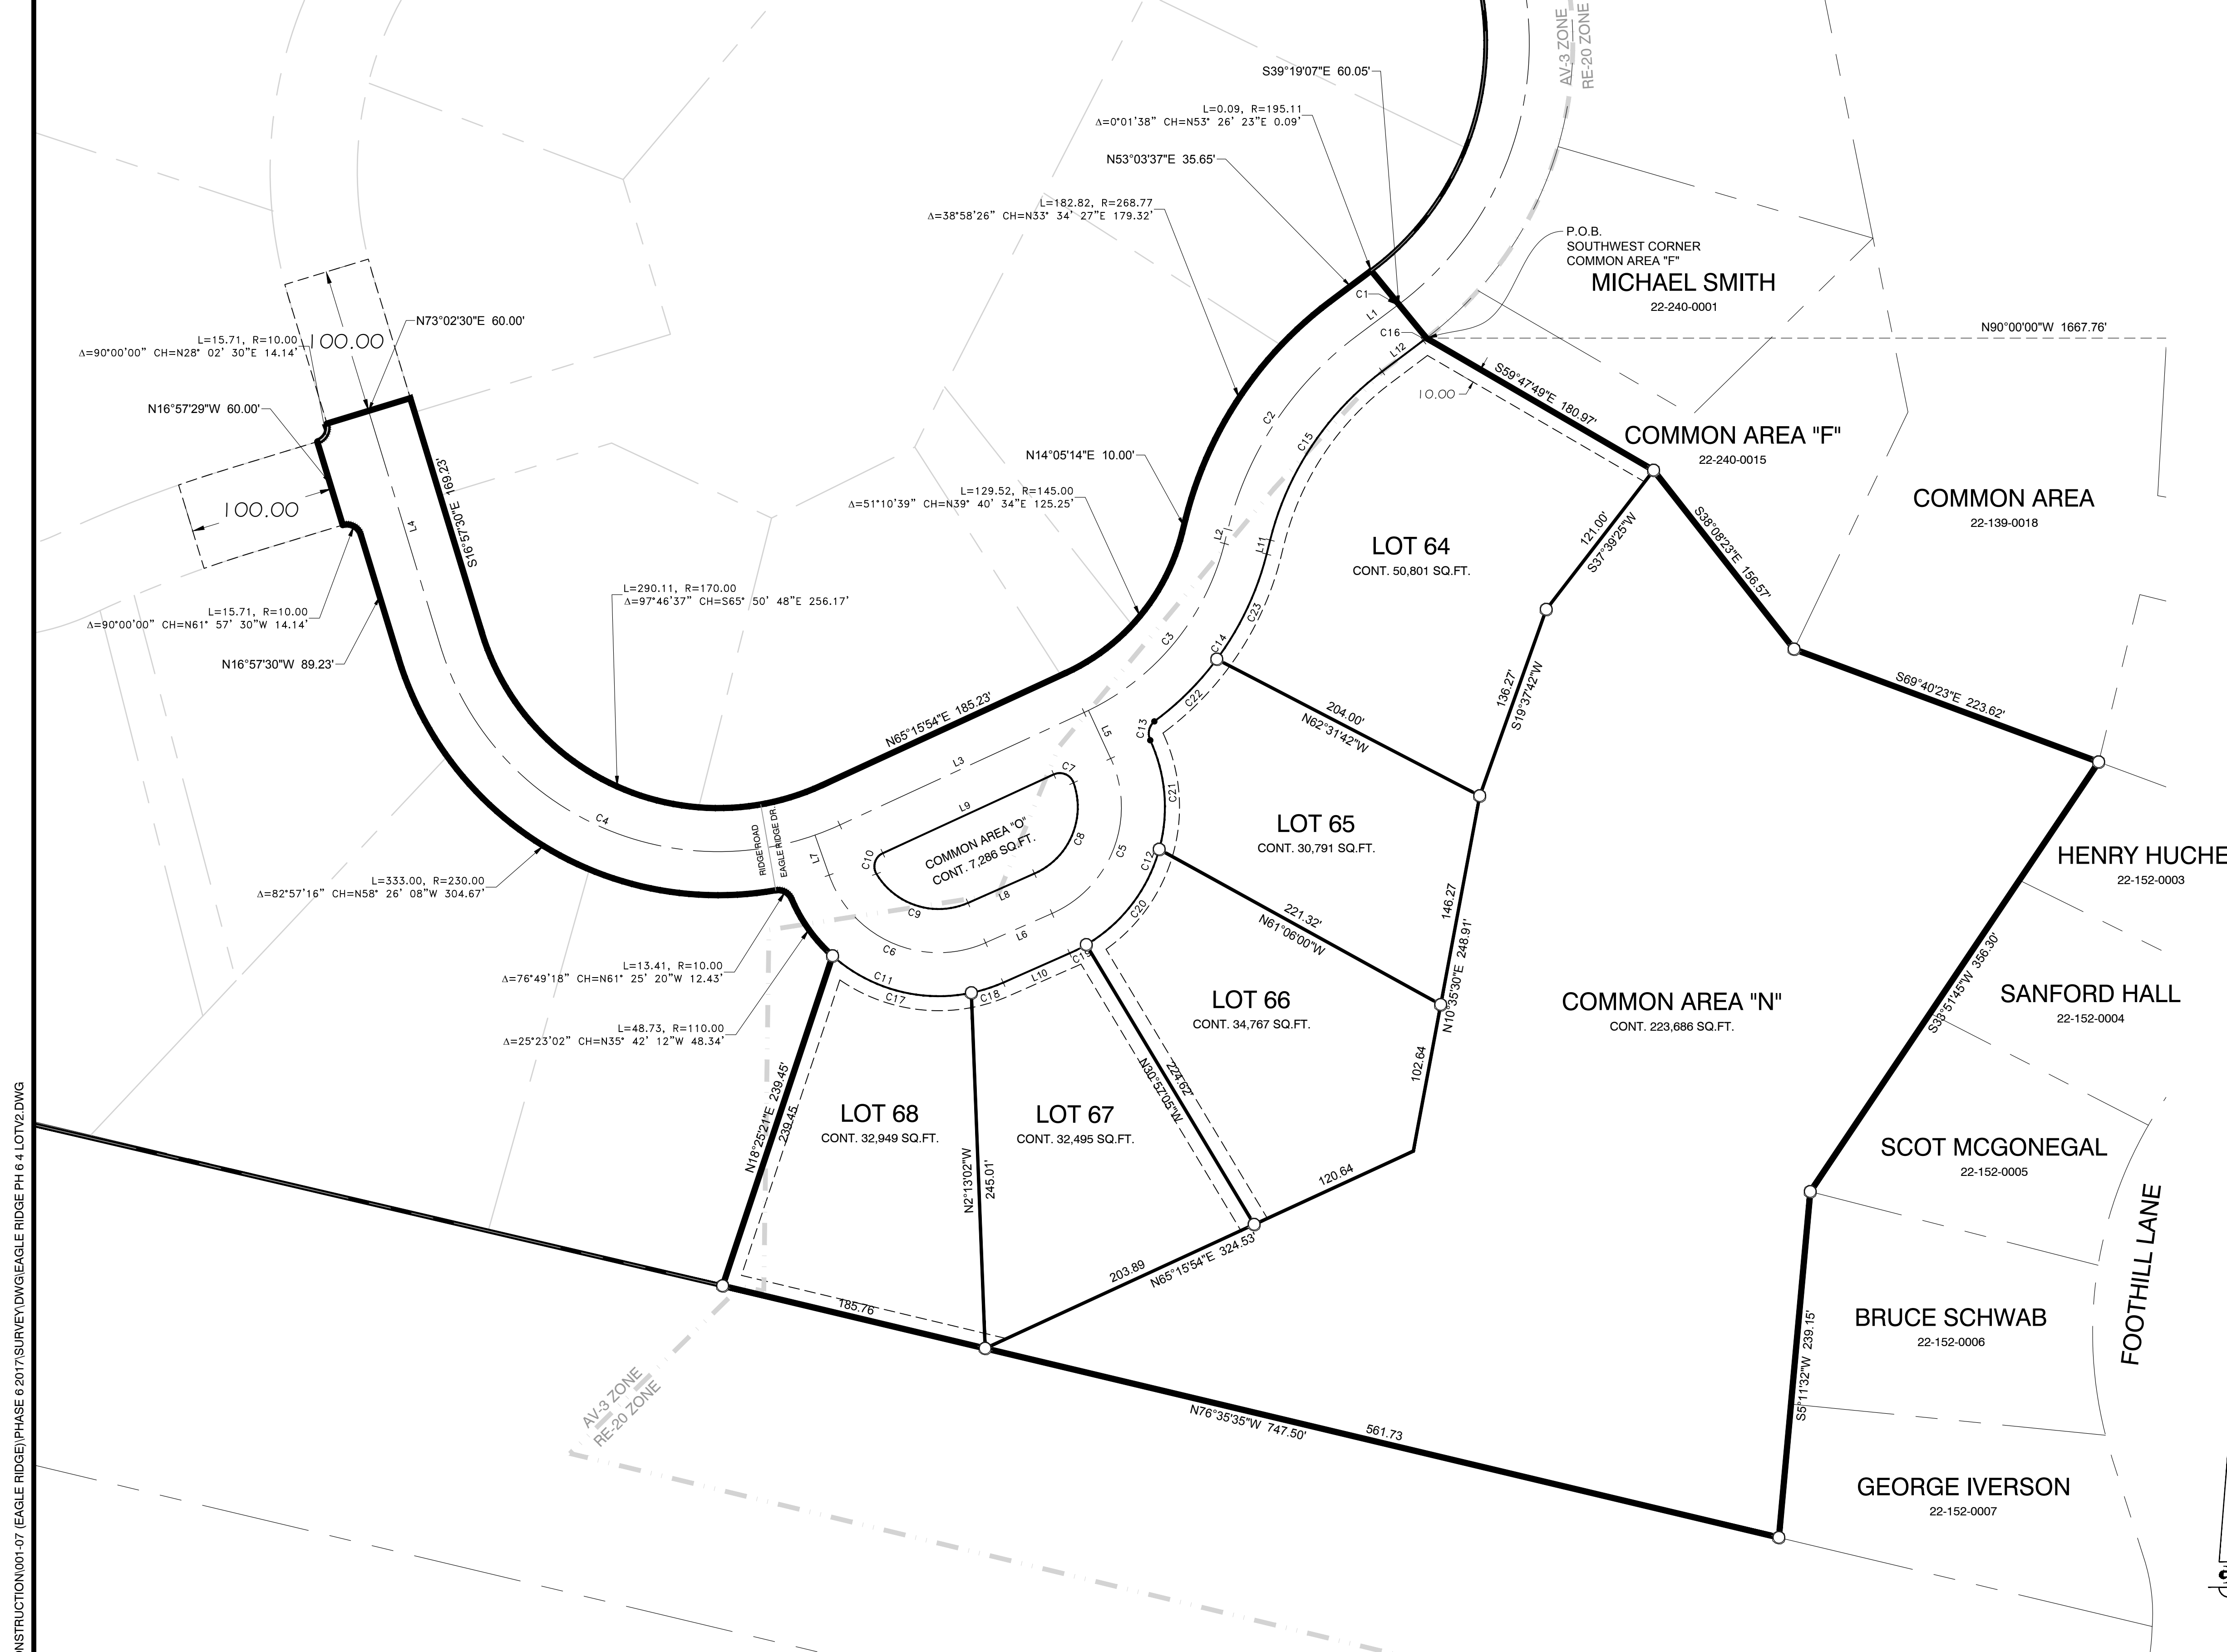 AV-3 ZONE
RE-20 ZONE
S39°19'07"E 60.05'
L=0.09, R=195.11
Δ=0°01'38" CH=N53° 26' 23"E 0.09'
N53°03'37"E 35.65'
L=182.82, R=268.77
Δ=38°58'26" CH=N33° 34' 27"E 179.32'
P.O.B.
SOUTHWEST CORNER
COMMON AREA "F"
MICHAEL SMITH
22-240-0001
C1
L1
C16
L12
N90°00'00"W 1667.76'
N73°02'30"E 60.00'
L=15.71, R=10.00
Δ=90°00'00" CH=N28° 02' 30"E 14.14'
100.00
N16°57'29"W 60.00'
S59°47'49"E 180.97'
10.00
COMMON AREA "F"
22-240-0015
C2
C15
N14°05'14"E 10.00'
L=129.52, R=145.00
Δ=51°10'39" CH=N39° 40' 34"E 125.25'
S16°57'30"E 169.23'
100.00
L4
COMMON AREA
22-139-0018
L2
L11
LOT 64
CONT. 50,801 SQ.FT.
121.00'
S37°39'25"W
S38°08'23"E 156.57'
L=290.11, R=170.00
Δ=97°46'37" CH=S65° 50' 48"E 256.17'
L=15.71, R=10.00
Δ=90°00'00" CH=N61° 57' 30"W 14.14'
C23
C3
C14
N16°57'30"W 89.23'
136.27'
S19°37'42"W
S69°40'23"E 223.62'
C22
C13
204.00'
N62°31'42"W
N65°15'54"E 185.23'
L5
L3
C7
C21
L9
C4
RIDGE ROAD
EAGLE RIDGE DR.
L7
C10
COMMON AREA "O"
CONT. 7,286 SQ.FT.
C8
C5
C12
LOT 65
CONT. 30,791 SQ.FT.
HENRY HUCHE
22-152-0003
L=333.00, R=230.00
Δ=82°57'16" CH=N58° 26' 08"W 304.67'
L8
C9
C20
146.27
221.32'
N61°06'00"W
N10°35'30"E 248.91'
L6
C6
C19
L10
C11
C17
C18
L=13.41, R=10.00
Δ=76°49'18" CH=N61° 25' 20"W 12.43'
S33°51'45"W 356.30'
SANFORD HALL
22-152-0004
LOT 66
CONT. 34,767 SQ.FT.
COMMON AREA "N"
CONT. 223,686 SQ.FT.
L=48.73, R=110.00
Δ=25°23'02" CH=N35° 42' 12"W 48.34'
102.64
224.62'
N30°57'05"W
N18°25'21"E 239.45'
239.45
LOT 68
CONT. 32,949 SQ.FT.
LOT 67
CONT. 32,495 SQ.FT.
SCOT MCGONEGAL
22-152-0005
N2°13'02"W
245.01'
120.64
FOOTHILL LANE
203.89
N65°15'54"E 324.53'
185.76
BRUCE SCHWAB
22-152-0006
S5°11'32"W 239.15'
AV-3 ZONE
RE-20 ZONE
N76°35'35"W 747.50'
561.73
GEORGE IVERSON
22-152-0007
NSTRUCTION\001-07 (EAGLE RIDGE)\PHASE 6 2017\SURVEY\DWG\EAGLE RIDGE PH 6 4 LOTV2.DWG